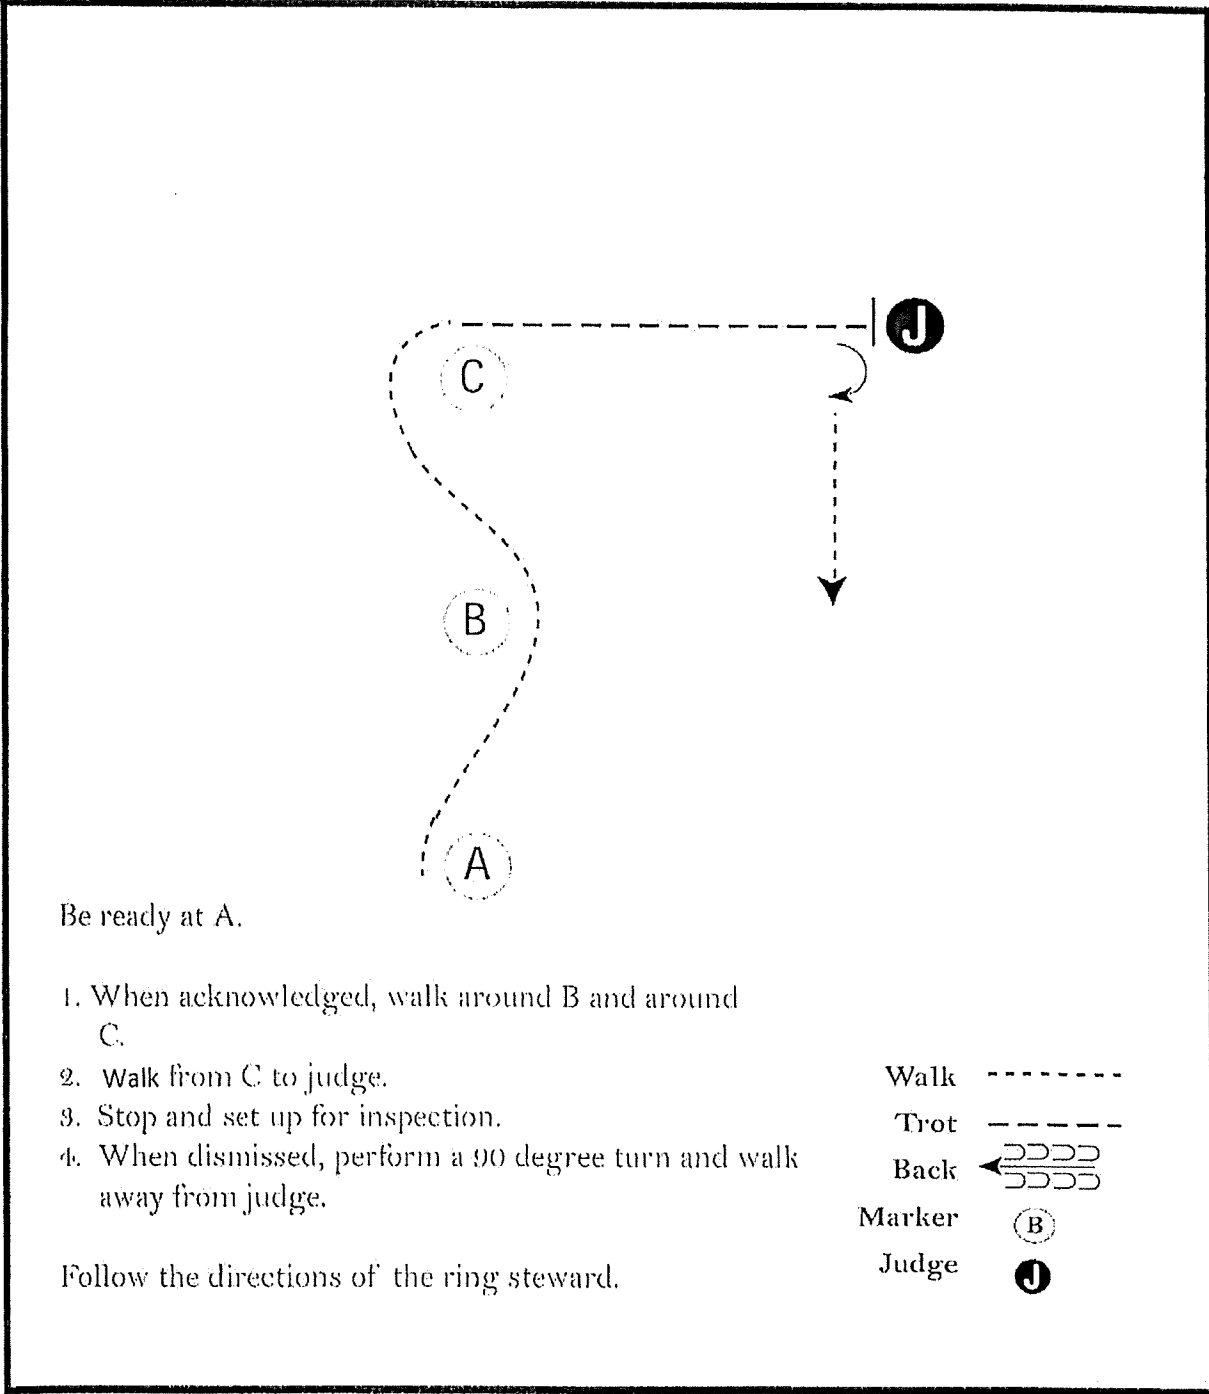 J
C
B
A
Be ready at A.
1. When acknowledged, walk around B and around
C.
2. Walk from C to judge.
3. Stop and set up for inspection.
4. When dismissed, perform a 90 degree turn and walk
away from judge.
Follow the directions of the ring steward.
Walk
Trot
Back
Marker B
Judge J